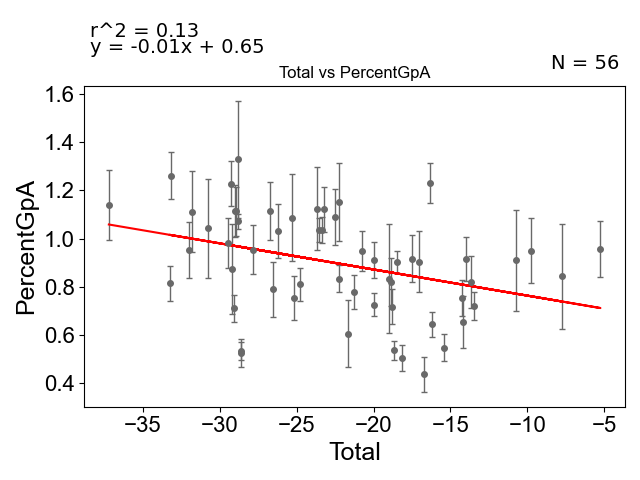 r^2 = 0.13
y = -0.01x + 0.65
N = 56
Total vs PercentGpA
PercentGpA
1.6
1.4
1.2
1.0
0.8
0.6
0.4
−35 −30 −25 −20 −15 −10 −5
Total